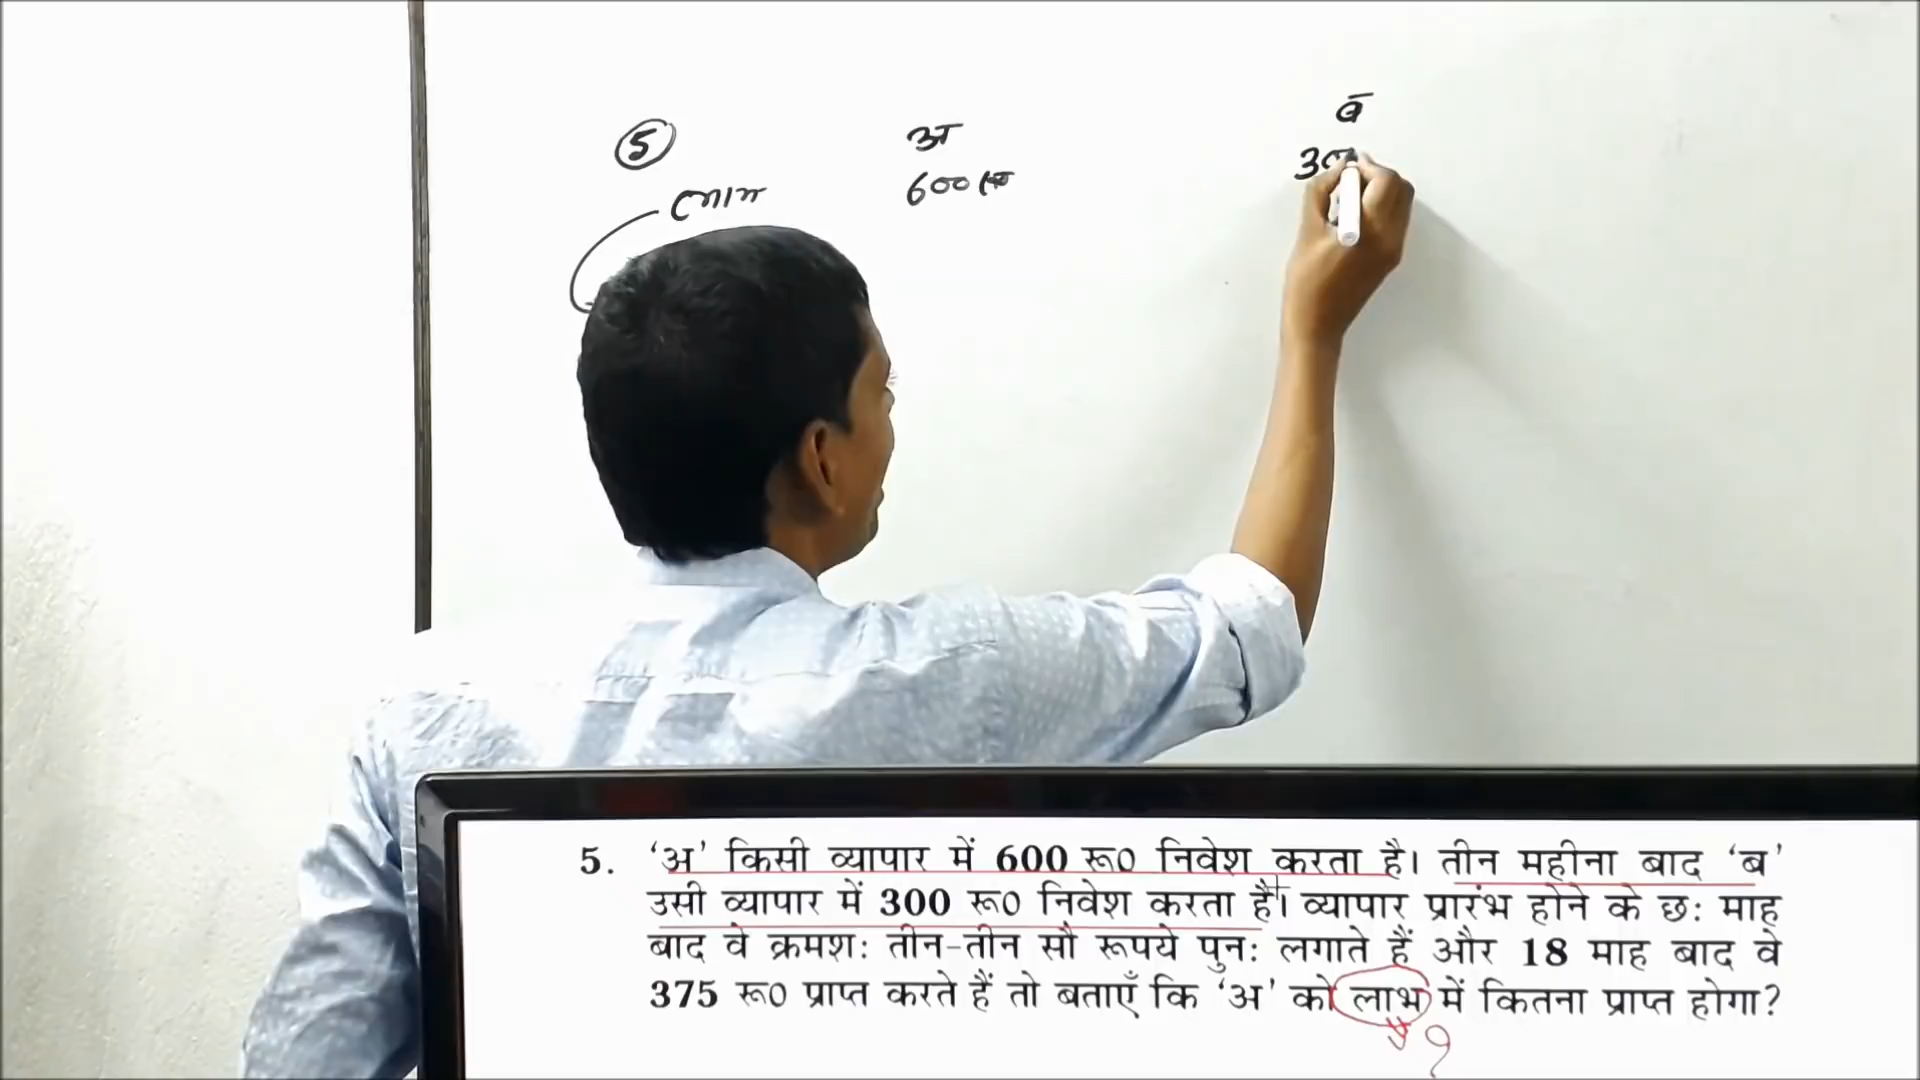 5
अ
ब
600 रू०
लाभ
5. ‘अ’ किसी व्यापार में 600 रू0 निवेश करता है। तीन महीना बाद ‘ब’
उसी व्यापार में 300 रू0 निवेश करता है। व्यापार प्रारंभ होने के छः माह
बाद वे क्रमशः तीन-तीन सौ रूपये पुनः लगाते हैं और 18 माह बाद वे
375 रू0 प्राप्त करते हैं तो बताएँ कि ‘अ’ को लाभ में कितना प्राप्त होगा?